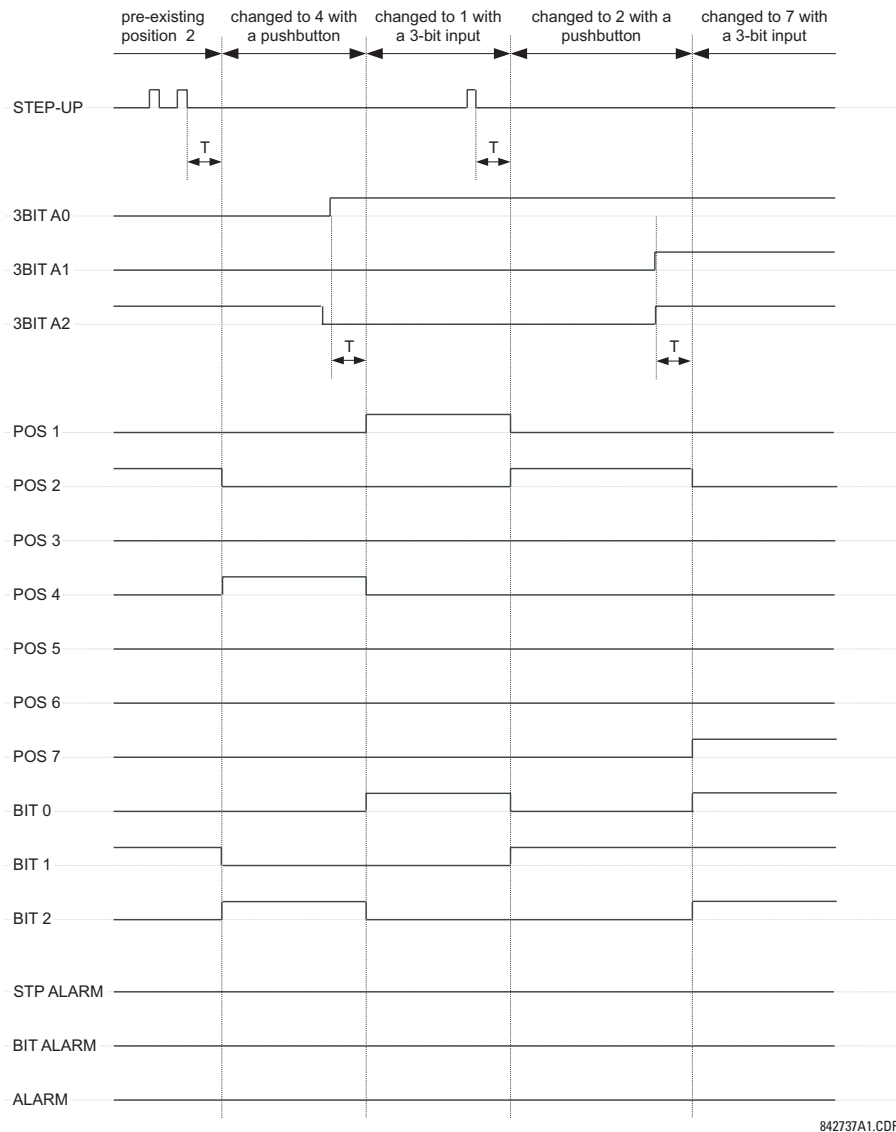 pre-existing
position 2
changed to 4 with
a pushbutton
changed to 1 with
a 3-bit input
changed to 2 with a
pushbutton
changed to 7 with
a 3-bit input
STEP-UP
T
T
3BIT A0
3BIT A1
3BIT A2
T
T
POS 1
POS 2
POS 3
POS 4
POS 5
POS 6
POS 7
BIT 0
BIT 1
BIT 2
STP ALARM
BIT ALARM
ALARM
842737A1.CDR